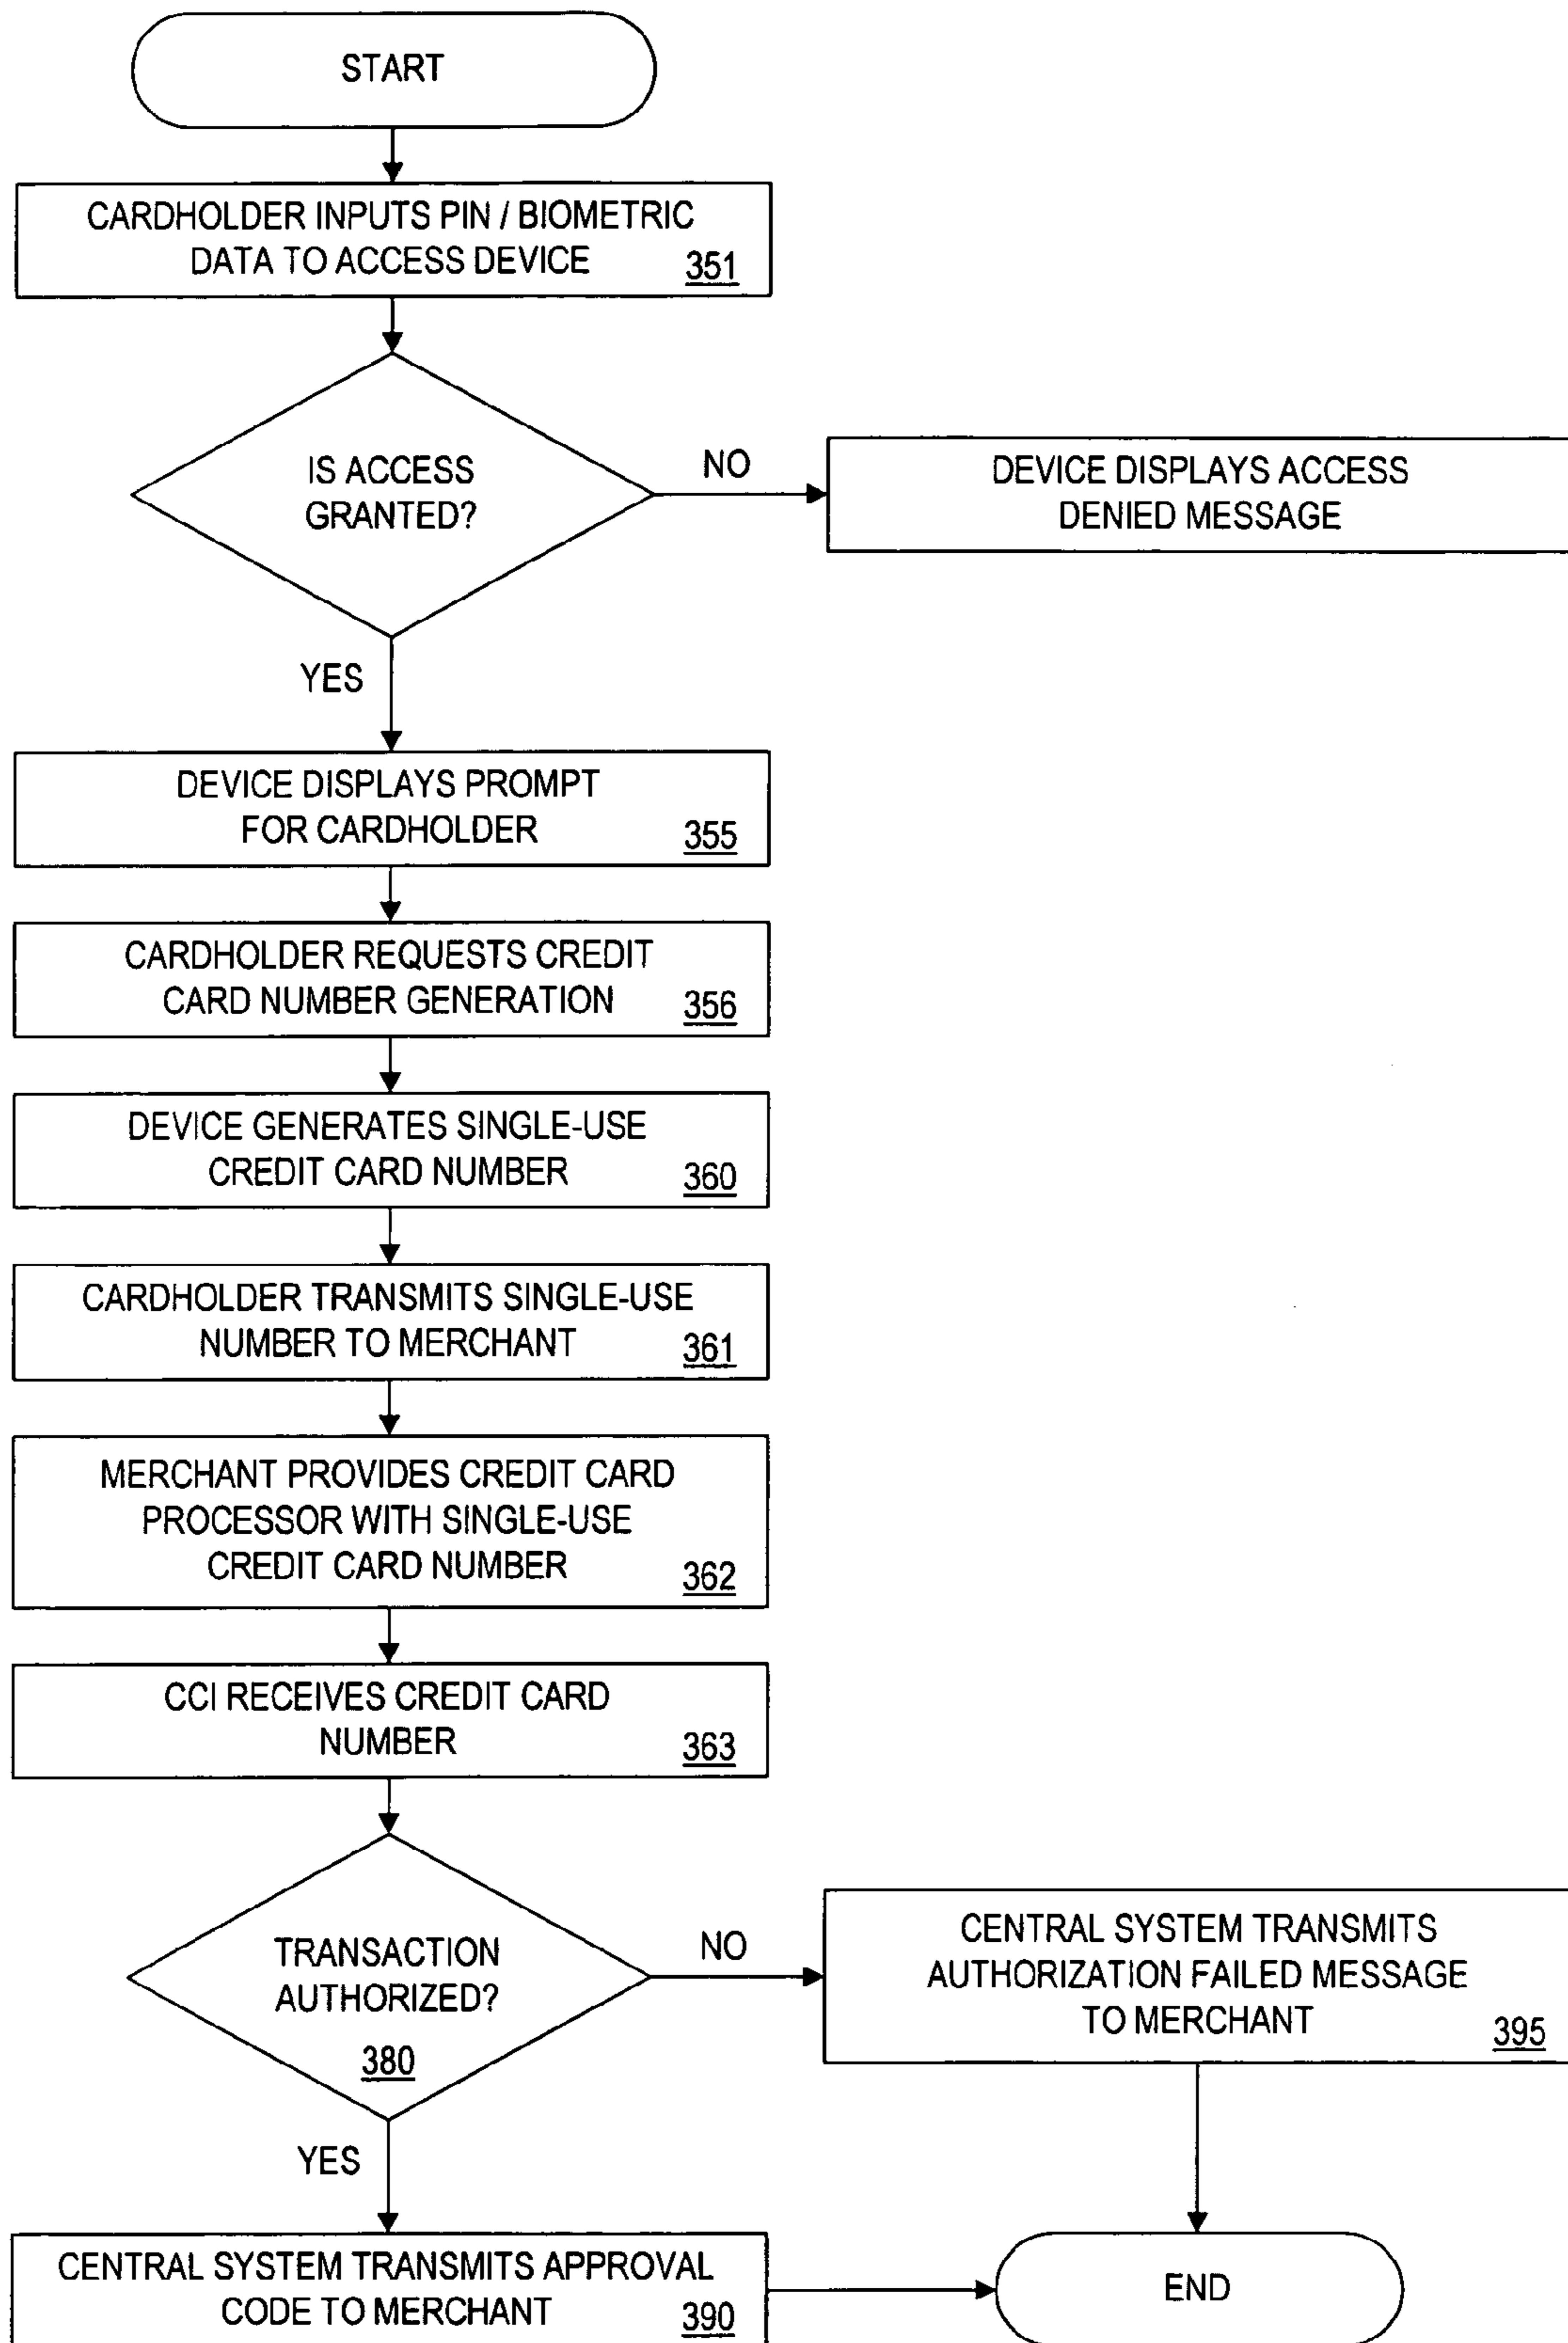 START
CARDHOLDER INPUTS PIN / BIOMETRIC
DATA TO ACCESS DEVICE
351
IS ACCESS
GRANTED?
NO
DEVICE DISPLAYS ACCESS
DENIED MESSAGE
YES
DEVICE DISPLAYS PROMPT
FOR CARDHOLDER
355
CARDHOLDER REQUESTS CREDIT
CARD NUMBER GENERATION
356
DEVICE GENERATES SINGLE-USE
CREDIT CARD NUMBER
360
CARDHOLDER TRANSMITS SINGLE-USE
NUMBER TO MERCHANT
361
MERCHANT PROVIDES CREDIT CARD
PROCESSOR WITH SINGLE-USE
CREDIT CARD NUMBER
362
CCI RECEIVES CREDIT CARD
NUMBER
363
TRANSACTION
AUTHORIZED?
380
NO
CENTRAL SYSTEM TRANSMITS
AUTHORIZATION FAILED MESSAGE
TO MERCHANT
395
YES
CENTRAL SYSTEM TRANSMITS APPROVAL
CODE TO MERCHANT
390
END